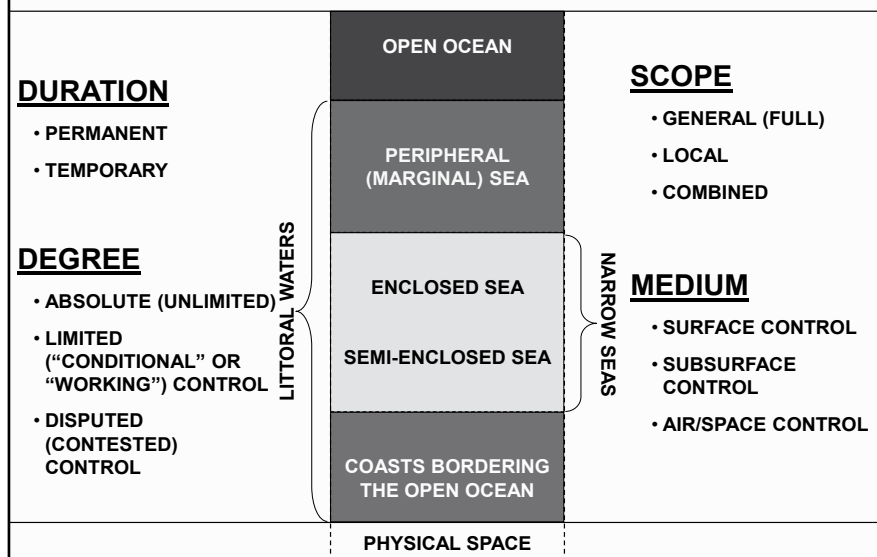 DURATION
• PERMANENT
• TEMPORARY
DEGREE
• ABSOLUTE (UNLIMITED)
• LIMITED
(“CONDITIONAL” OR
“WORKING”) CONTROL
• DISPUTED
(CONTESTED)
CONTROL
LITTORAL WATERS
OPEN OCEAN
PERIPHERAL
(MARGINAL) SEA
ENCLOSED SEA
SEMI-ENCLOSED SEA
COASTS BORDERING
THE OPEN OCEAN
PHYSICAL SPACE
NARROW SEAS
SCOPE
• GENERAL (FULL)
• LOCAL
• COMBINED
MEDIUM
• SURFACE CONTROL
• SUBSURFACE
CONTROL
• AIR/SPACE CONTROL